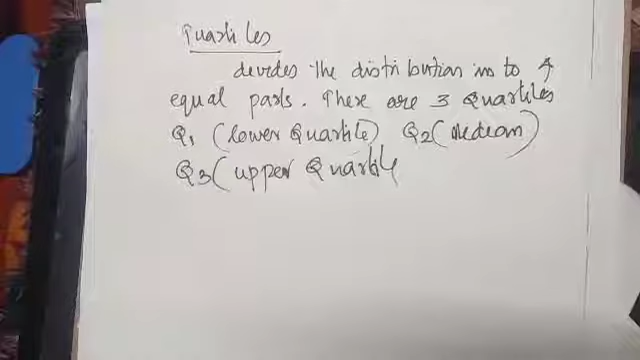 Quartiles
devides The distribution in to 4
equal parts. There are 3 Quartiles
Q1 (lower Quartile) Q2 (Median)
Q3 (upper Quartile